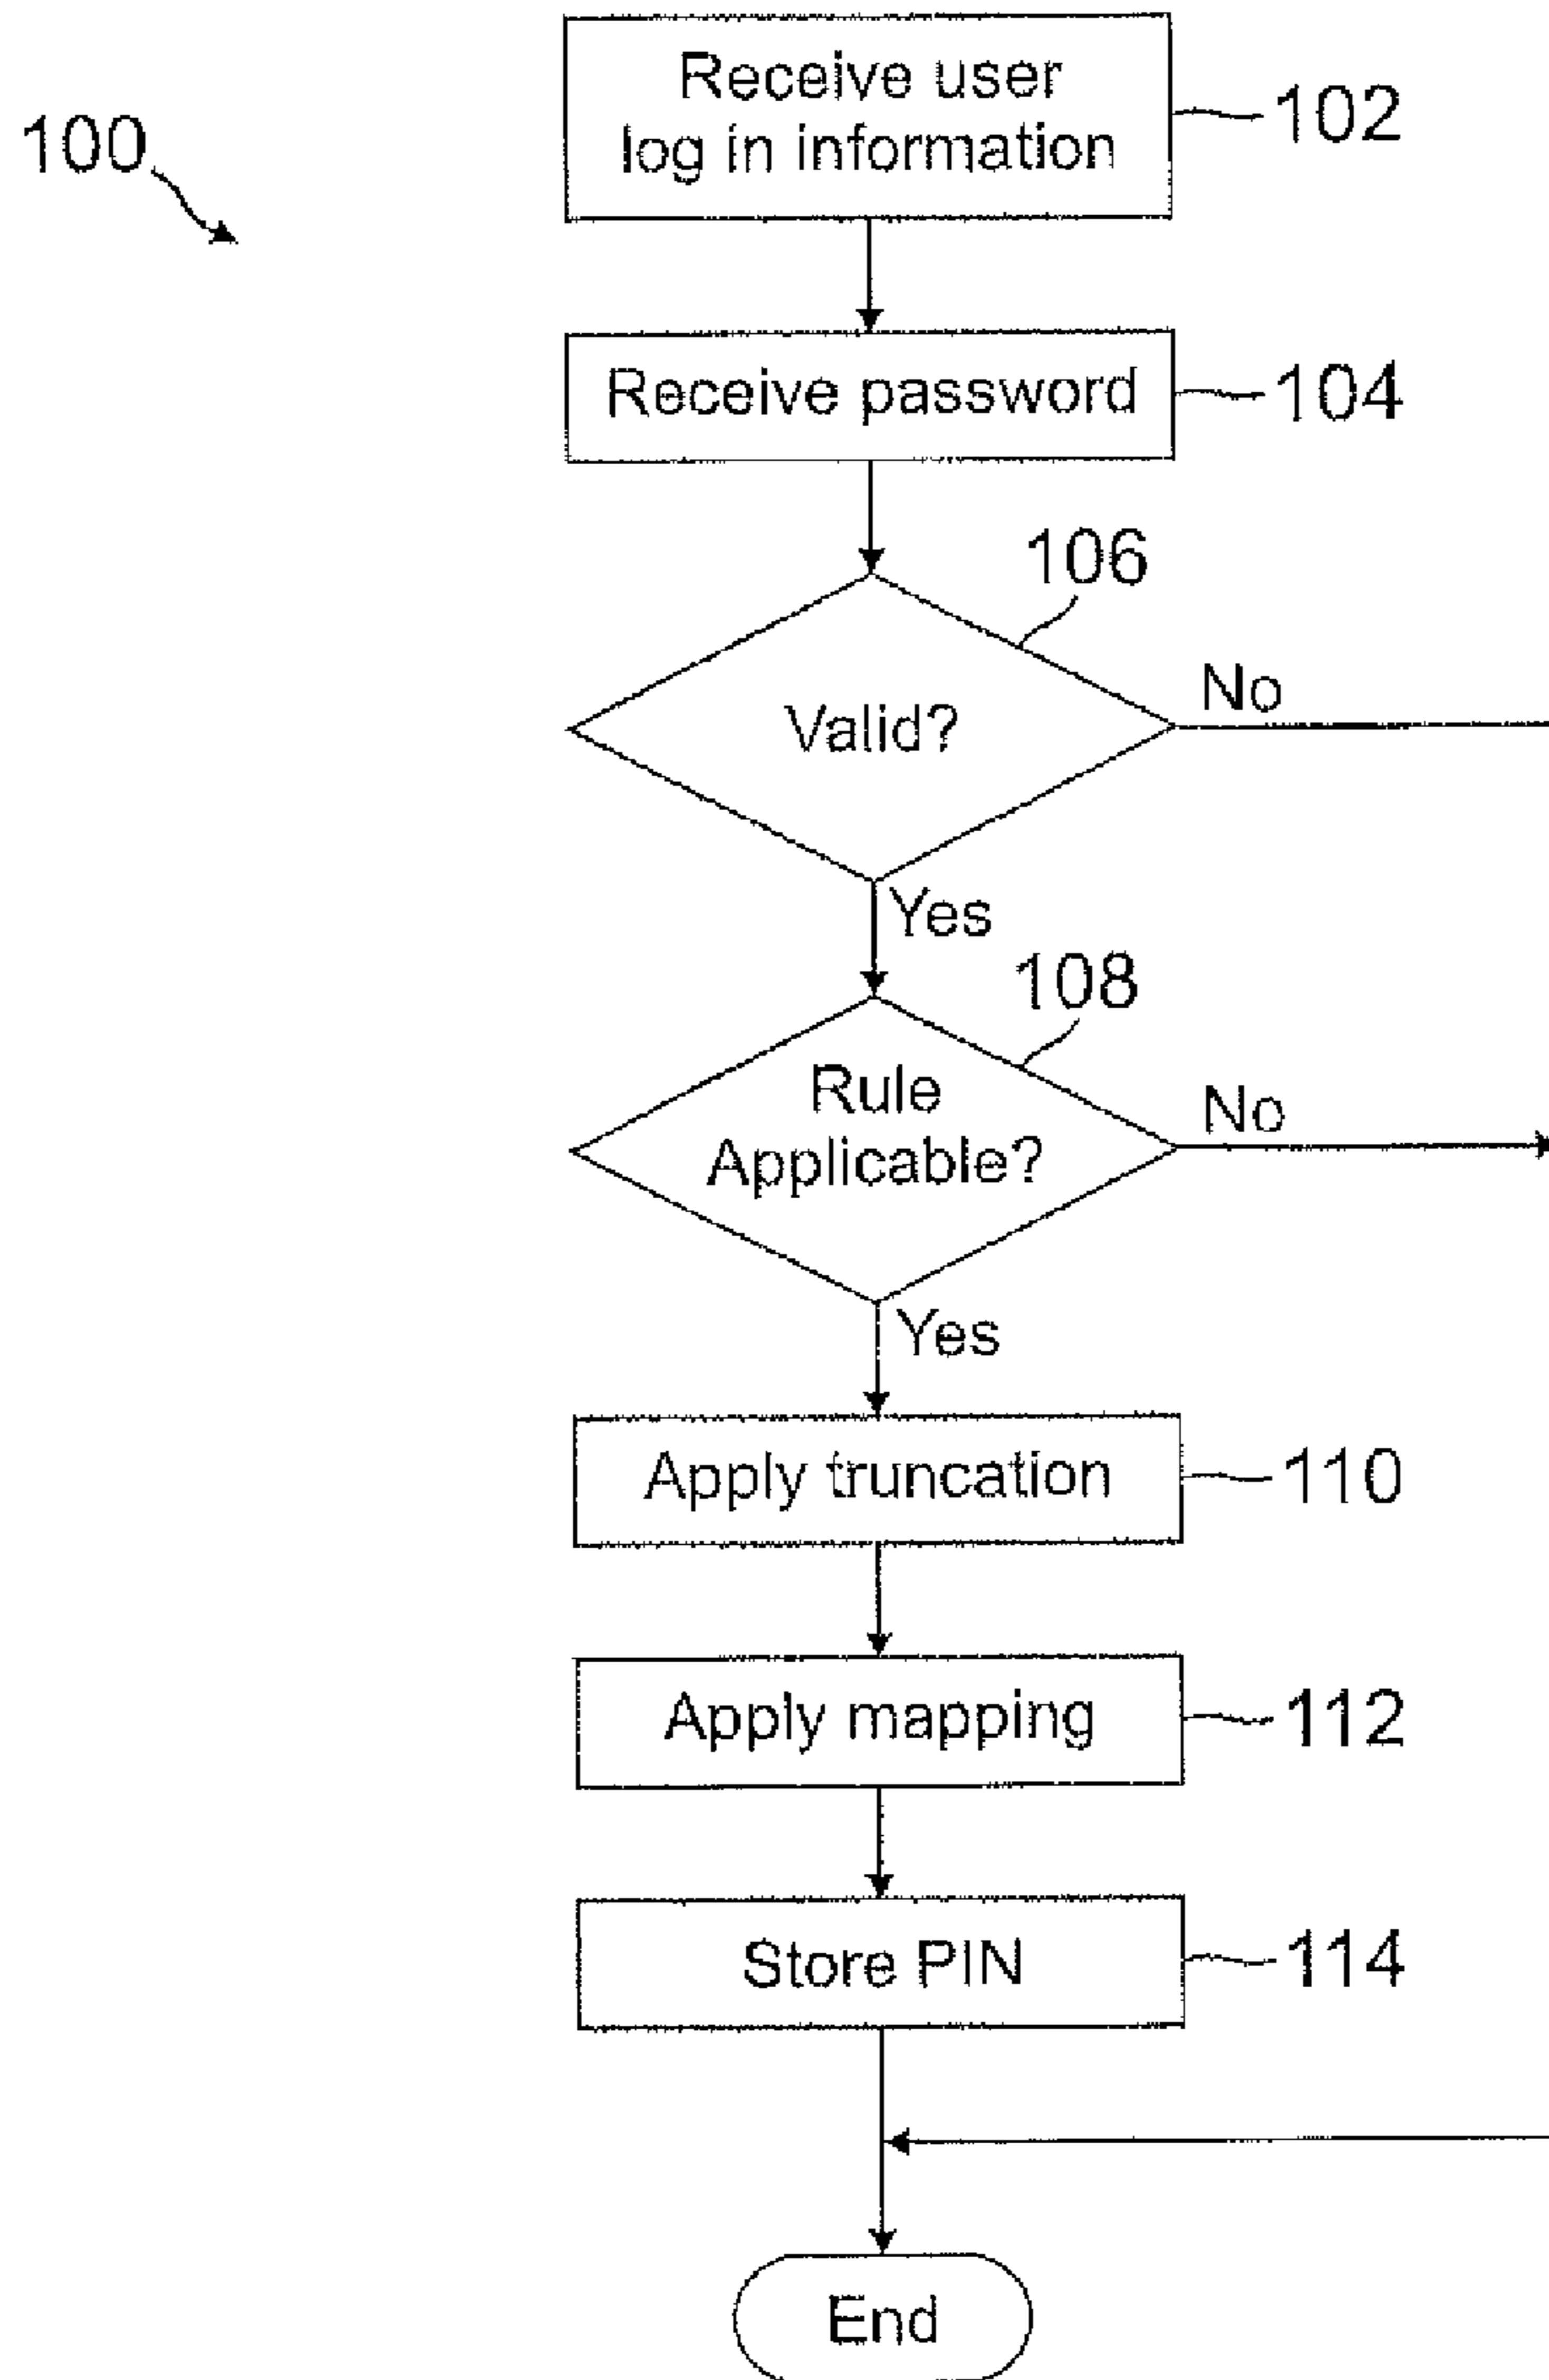 100
Receive user
log in information
102
Receive password
104
106
Valid?
No
Yes
108
Rule
Applicable?
No
Yes
Apply truncation
110
Apply mapping
112
Store PIN
114
End